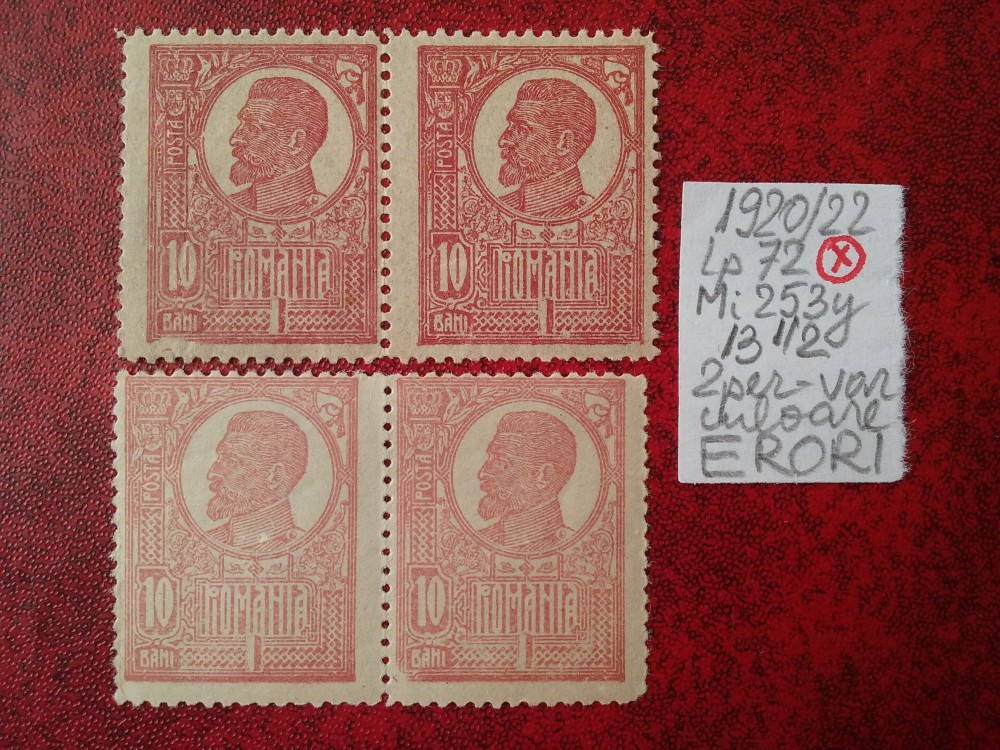 POSTA
10
ROMANIA
BANI
POSTA
10
ROMANIA
BANI
POSTA
10
ROMANIA
BANI
POSTA
10
ROMANIA
BANI
1920/22
Lp 72 X
Mi 253y
13 1/2
2per-var
culoare
ERORI